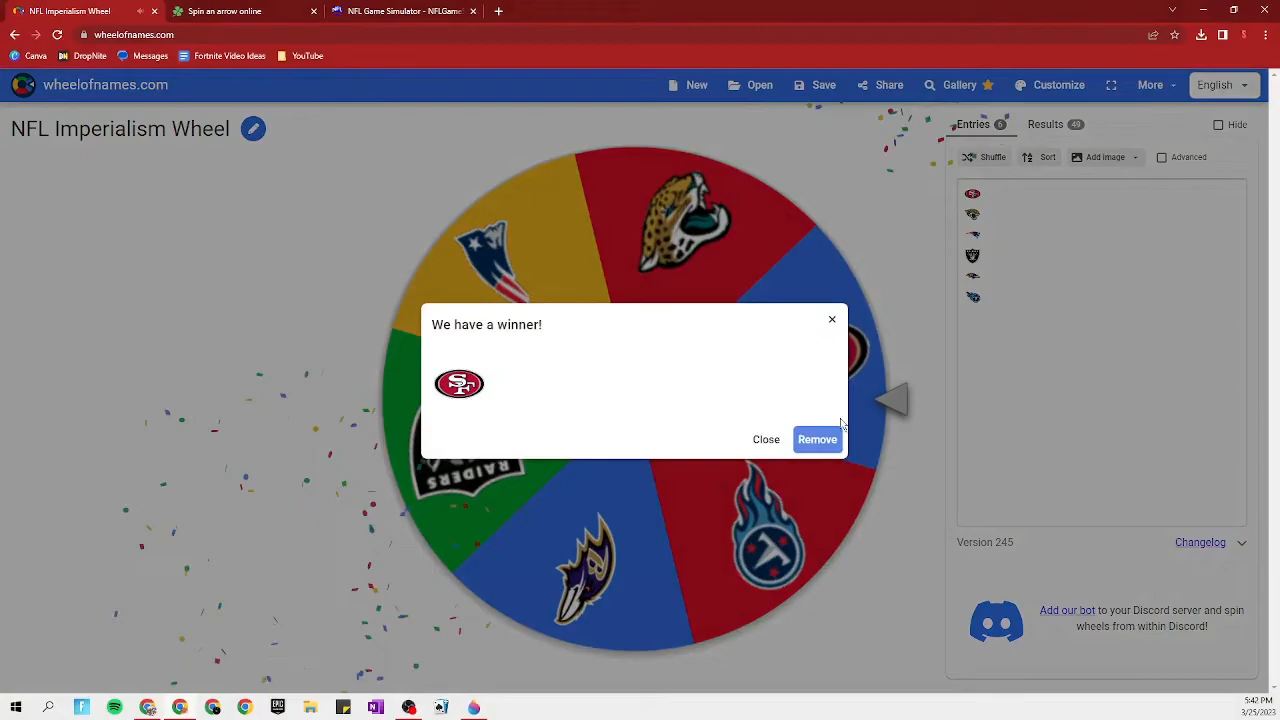 NFL Imperialism Wheel
Spin an arrow online
NFL Game Simulator - NFLGame
wheelofnames.com
Canva
DropNite
Messages
Fortnite Video Ideas
YouTube
S
wheelofnames.com
New
Open
Save
Share
Gallery
Customize
More
English
NFL Imperialism Wheel
Entries 6
Results 49
Hide
Shuffle
Sort
Add image
Advanced
We have a winner!
SF
Close
Remove
RAIDERS
Version 245
Changelog
Add our bot to your Discord server and spin
wheels from within Discord!
EPIC
5:42 PM
3/25/2023